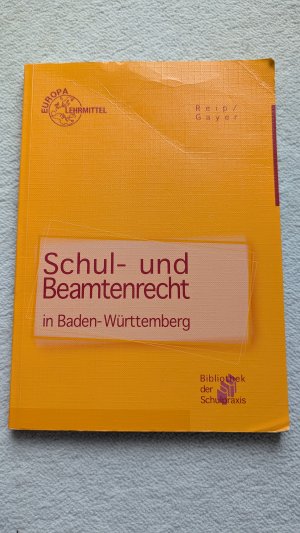 EUROPA
LEHRMITTEL
Reip/
Gayer
Schul- und
Beamtenrecht
in Baden-Württemberg
Bibliothek
der
Schulpraxis